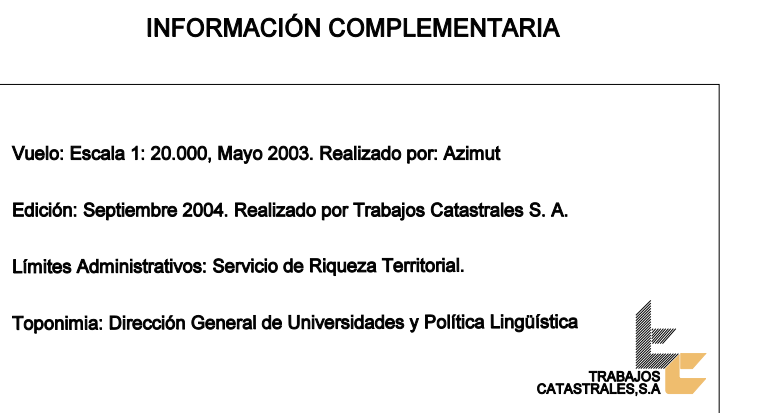 INFORMACIÓN COMPLEMENTARIA
Vuelo: Escala 1: 20.000, Mayo 2003. Realizado por: Azimut
Edición: Septiembre 2004. Realizado por Trabajos Catastrales S. A.
Límites Administrativos: Servicio de Riqueza Territorial.
Toponimia: Dirección General de Universidades y Política Lingüística
TRABAJOS
CATASTRALES,S.A